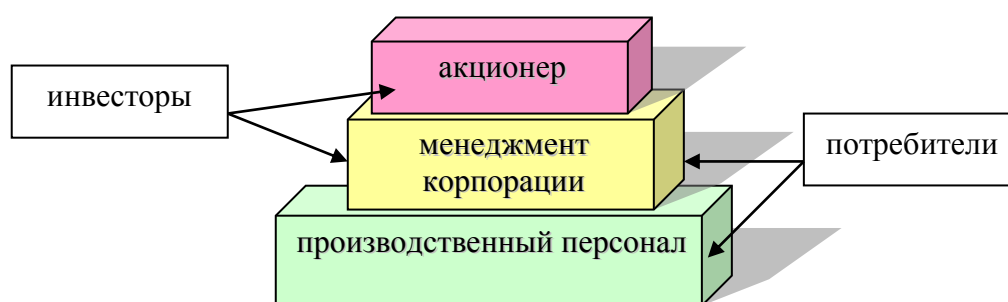 акционер
инвесторы
менеджмент
корпорации
потребители
производственный персонал